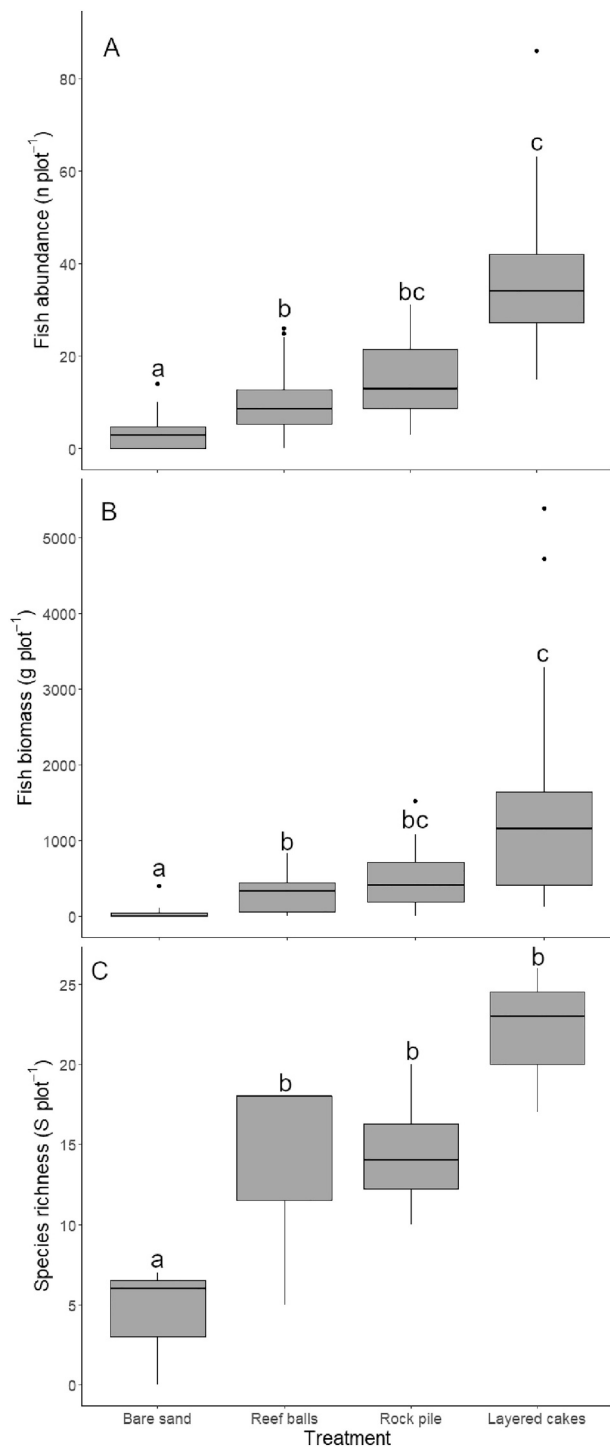 A
Fish abundance (n plot⁻¹)
80
60
40
20
0
a
b
bc
c
B
Fish biomass (g plot⁻¹)
5000
4000
3000
2000
1000
0
a
b
bc
c
C
Species richness (S plot⁻¹)
25
20
15
10
5
0
a
b
b
b
Bare sand Reef balls Rock pile Layered cakes
Treatment